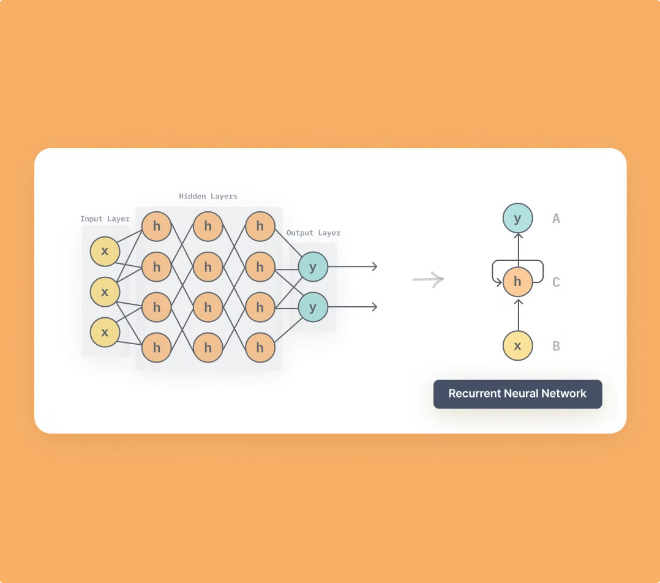 Hidden Layers
Input Layer
Output Layer
x
x
x
h h h
h h h
h h h
h h h
y
y
y A
h C
x B
Recurrent Neural Network